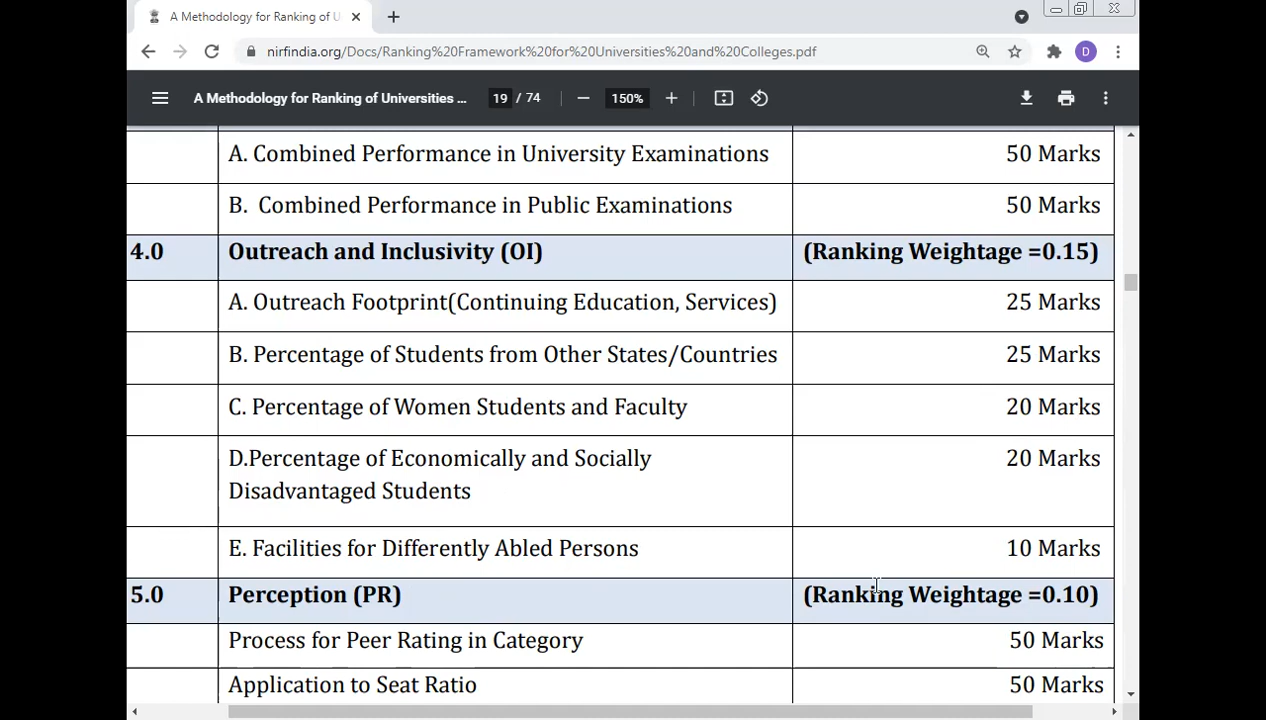 A Methodology for Ranking of U
nirfindia.org/Docs/Ranking%20Framework%20for%20Universities%20and%20Colleges.pdf
D
A Methodology for Ranking of Universities ... 19 / 74 150%
A. Combined Performance in University Examinations 50 Marks
B. Combined Performance in Public Examinations 50 Marks
4.0 Outreach and Inclusivity (OI) (Ranking Weightage =0.15)
A. Outreach Footprint(Continuing Education, Services) 25 Marks
B. Percentage of Students from Other States/Countries 25 Marks
C. Percentage of Women Students and Faculty 20 Marks
D.Percentage of Economically and Socially 20 Marks
Disadvantaged Students
E. Facilities for Differently Abled Persons 10 Marks
5.0 Perception (PR) (Ranking Weightage =0.10)
Process for Peer Rating in Category 50 Marks
Application to Seat Ratio 50 Marks